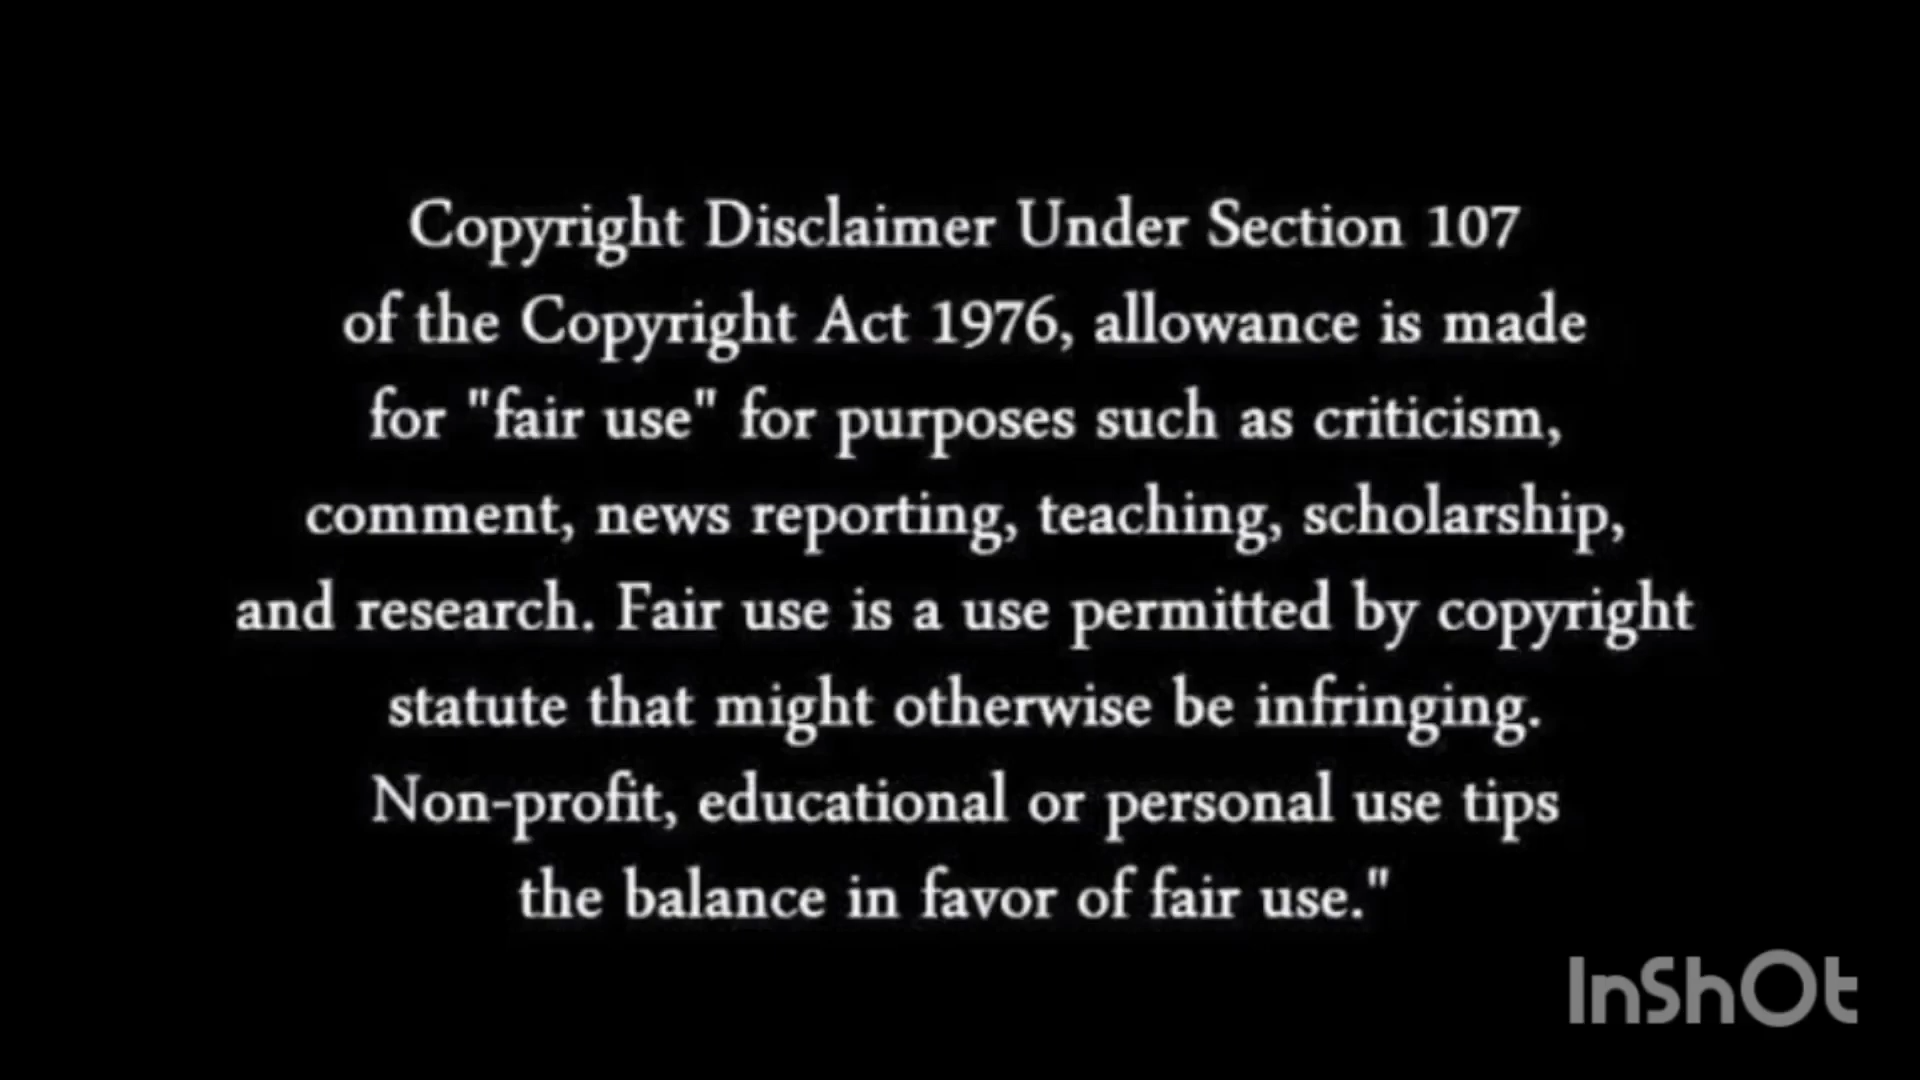 Copyright Disclaimer Under Section 107
of the Copyright Act 1976, allowance is made
for "fair use" for purposes such as criticism,
comment, news reporting, teaching, scholarship,
and research. Fair use is a use permitted by copyright
statute that might otherwise be infringing.
Non-profit, educational or personal use tips
the balance in favor of fair use."
InShOt